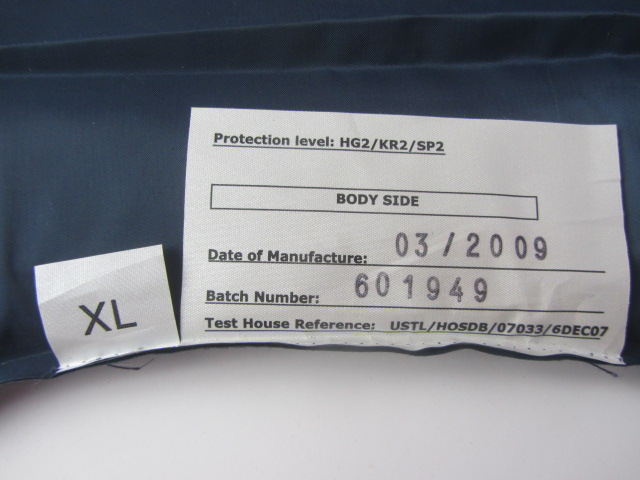 Protection level: HG2/KR2/SP2
BODY SIDE
Date of Manufacture: 03/2009
Batch Number: 601949
Test House Reference: USTL/HOSDB/07033/6DEC07
XL